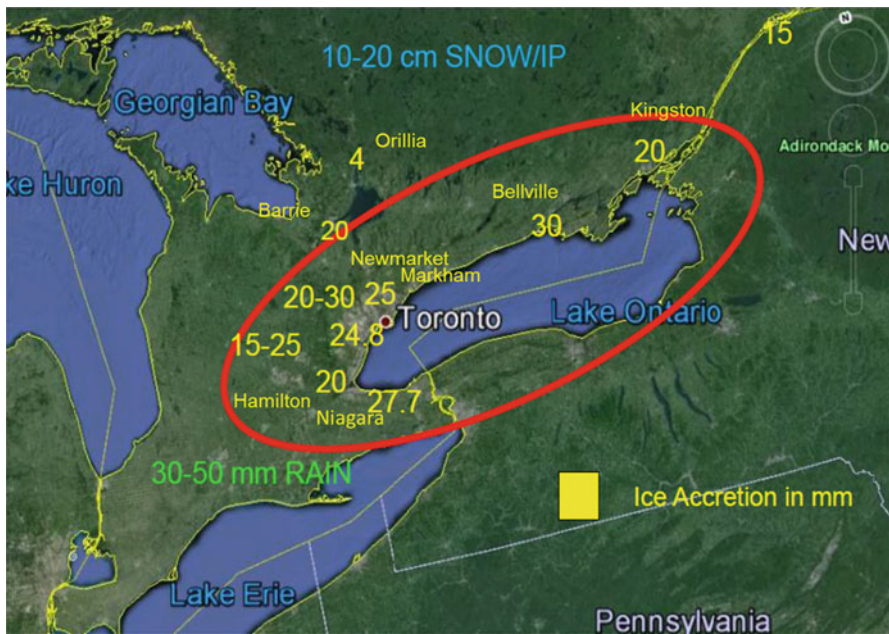 15
N
10-20 cm SNOW/IP
Georgian Bay
Kingston
Orillia
4
20
Adirondack Mo
ke Huron
Bellville
Barrie
30
20
New
Newmarket
Markham
20-30
25
Toronto
Lake Ontario
24.8
15-25
20
Hamilton
27.7
Niagara
30-50 mm RAIN
Ice Accretion in mm
Lake Erie
Pennsylvania